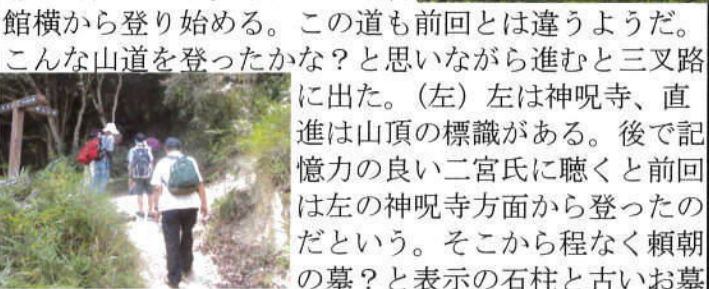 館横から登り始める。この道も前回とは違うようだ。
こんな山道を登ったかな？と思いながら進むと三叉路
に出た。(左）左は神呪寺、直
進は山頂の標識がある。後で記
憶力の良い二宮氏に聴くと前回
は左の神呪寺方面から登ったの
だという。そこから程なく頼朝
の墓？と表示の石柱と古いお墓